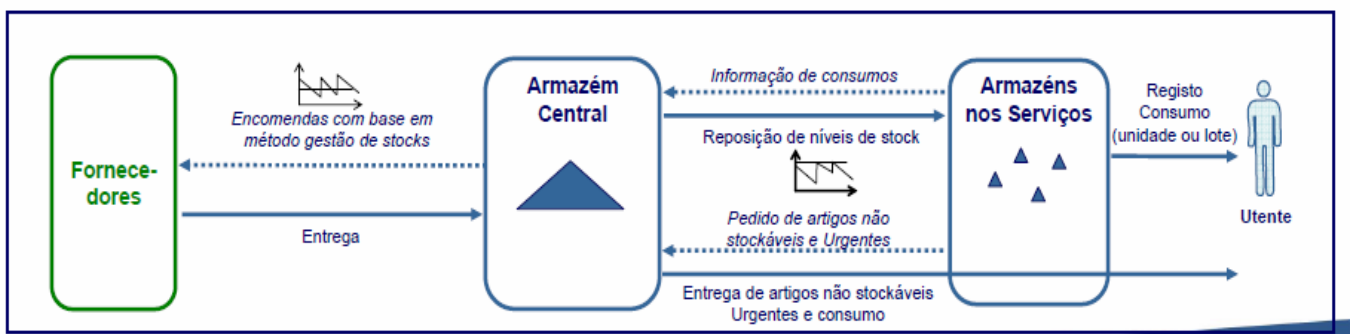 Fornece-
dores
Encomendas com base em
método gestão de stocks
Entrega
Armazém
Central
Informação de consumos
Reposição de níveis de stock
Pedido de artigos não
stockáveis e Urgentes
Entrega de artigos não stockáveis
Urgentes e consumo
Armazéns
nos Serviços
Registo
Consumo
(unidade ou lote)
Utente